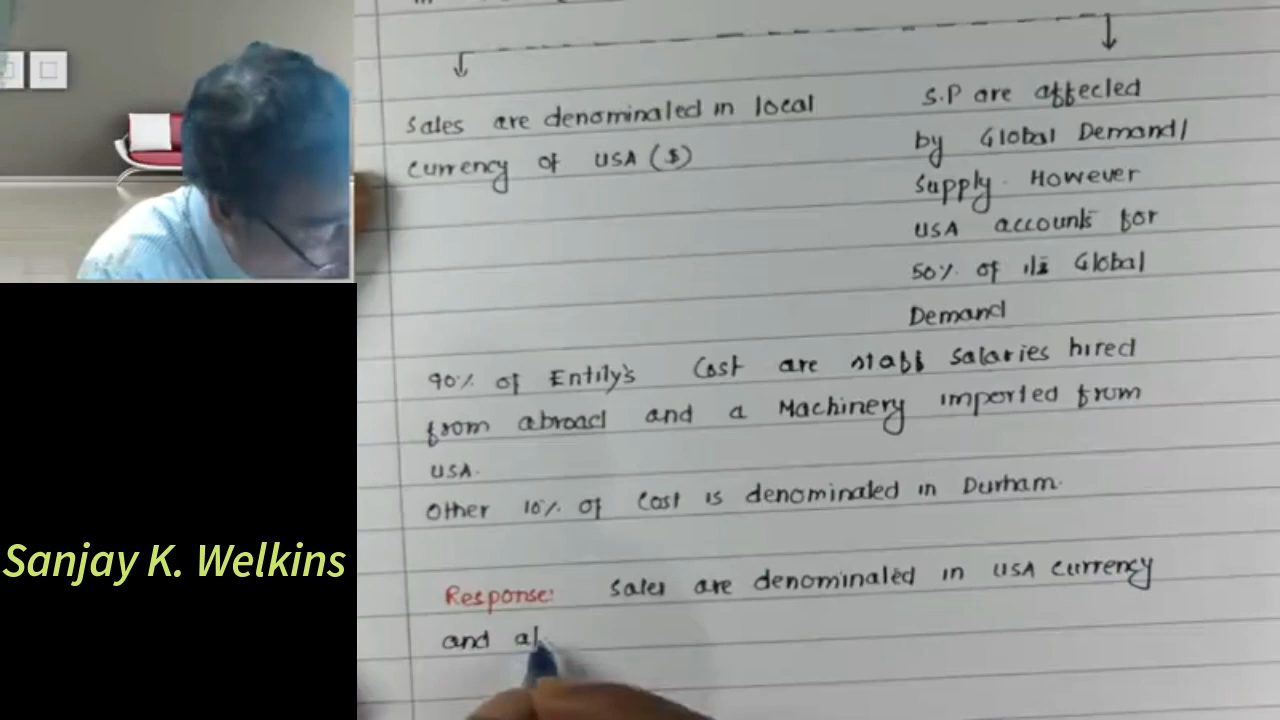 Sales are denominated in local
currency of USA ($)
S.P are affected
by Global Demand/
Supply. However
USA accounts for
50% of its Global
Demand
90% of Entity's Cost are staff salaries hired
from abroad and a Machinery imported from
USA.
Other 10% of Cost is denominated in Durham.
Response: Sales are denominated in USA currency
and al
Sanjay K. Welkins